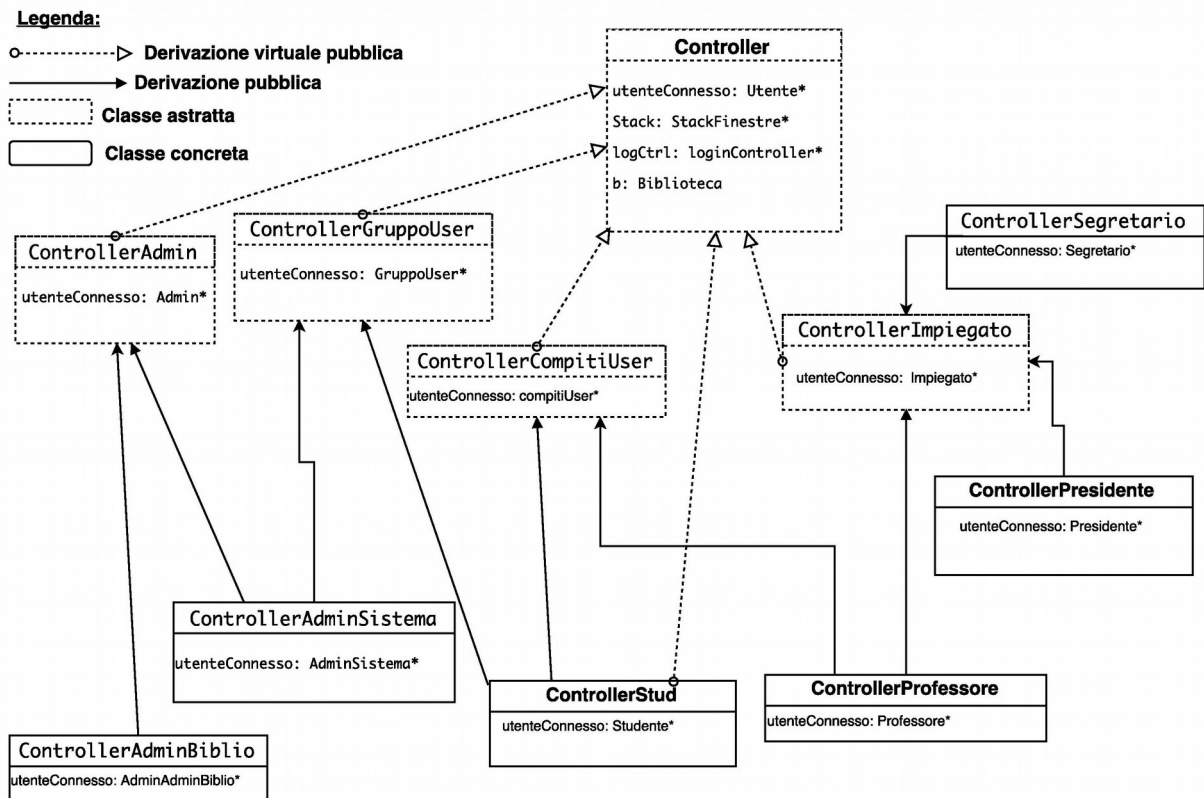 Legenda:
Derivazione virtuale pubblica
Derivazione pubblica
Classe astratta
Classe concreta
Controller
utenteConnesso: Utente*
Stack: StackFinestre*
logCtrl: loginController*
b: Biblioteca
ControllerAdmin
utenteConnesso: Admin*
ControllerGruppoUser
utenteConnesso: GruppoUser*
ControllerCompitiUser
utenteConnesso: compitiUser*
ControllerSegretario
utenteConnesso: Segretario*
ControllerImpiegato
utenteConnesso: Impiegato*
ControllerPresidente
utenteConnesso: Presidente*
ControllerAdminSistema
utenteConnesso: AdminSistema*
ControllerStud
utenteConnesso: Studente*
ControllerProfessore
utenteConnesso: Professore*
ControllerAdminBiblio
utenteConnesso: AdminAdminBiblio*